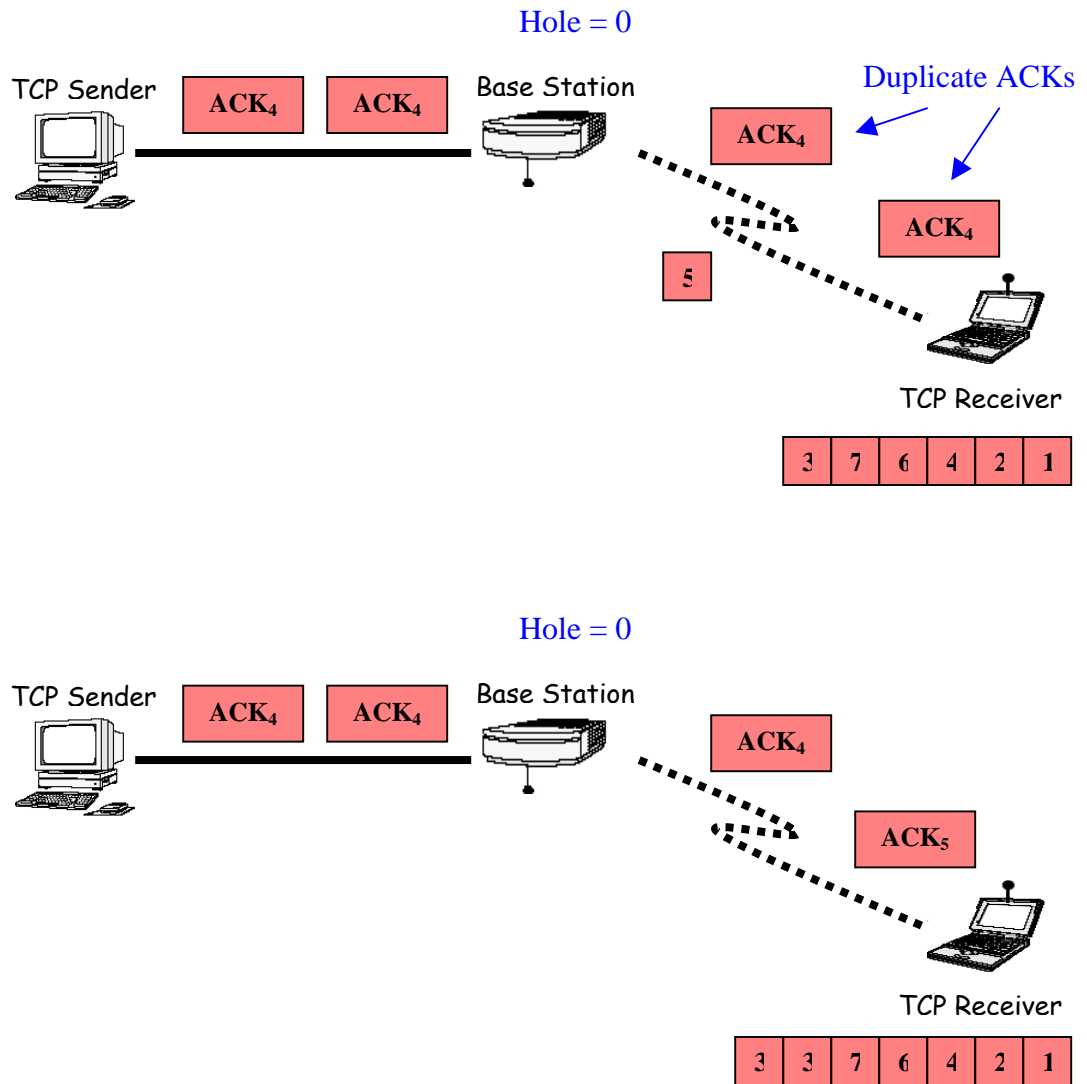 Hole = 0
TCP Sender
ACK₄
ACK₄
Base Station
Duplicate ACKs
ACK₄
ACK₄
5
TCP Receiver
3 7 6 4 2 1
Hole = 0
TCP Sender
ACK₄
ACK₄
Base Station
ACK₄
ACK₅
TCP Receiver
3 3 7 6 4 2 1